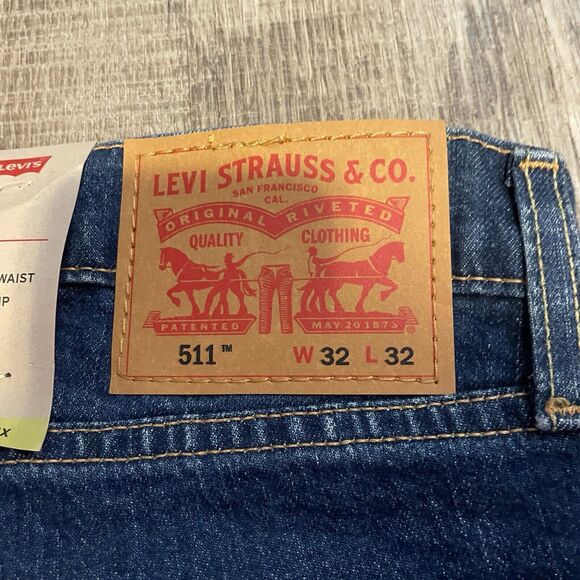 LEVI'S
WAIST
LEVI STRAUSS & CO.
SAN FRANCISCO
CAL.
ORIGINAL RIVETED
QUALITY CLOTHING
PATENTED MAY 20 1873 ®
511™ W 32 L 32